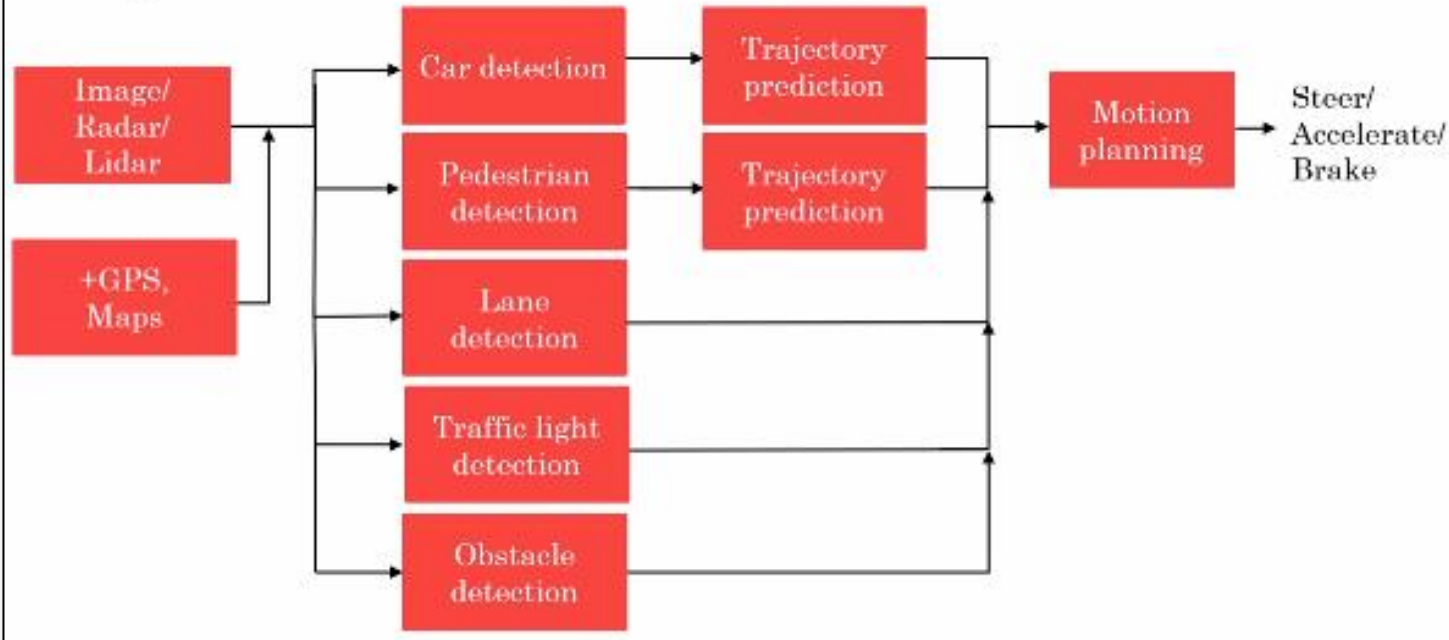 Image/
Radar/
Lidar
+GPS,
Maps
Car detection
Trajectory
prediction
Pedestrian
detection
Trajectory
prediction
Lane
detection
Traffic light
detection
Obstacle
detection
Motion
planning
Steer/
Accelerate/
Brake